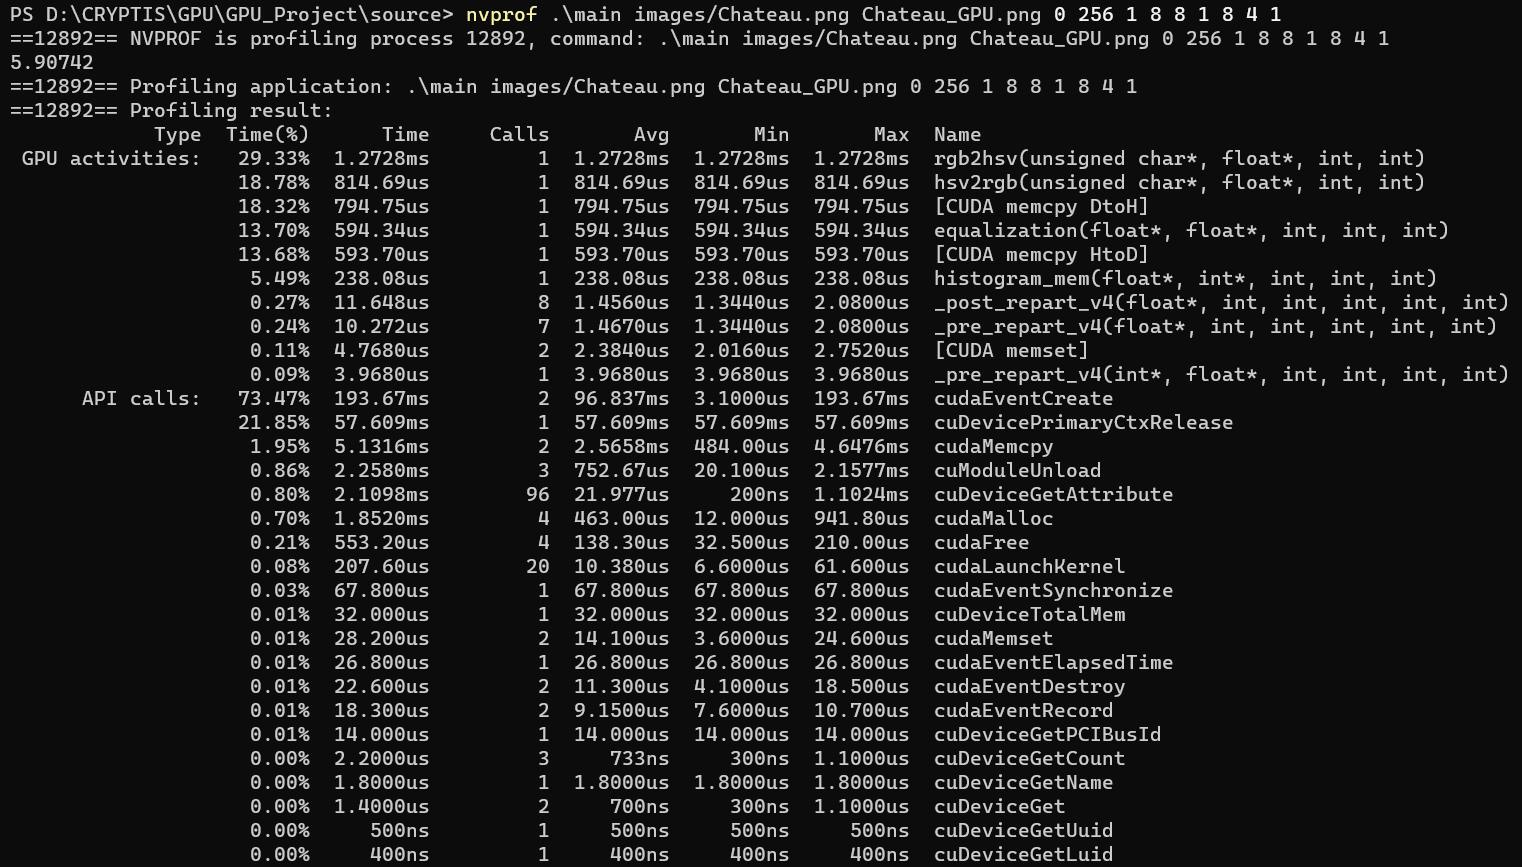 PS D:\CRYPTIS\GPU\GPU_Project\source> nvprof .\main images/Chateau.png Chateau_GPU.png 0 256 1 8 8 1 8 4 1
==12892== NVPROF is profiling process 12892, command: .\main images/Chateau.png Chateau_GPU.png 0 256 1 8 8 1 8 4 1
5.90742
==12892== Profiling application: .\main images/Chateau.png Chateau_GPU.png 0 256 1 8 8 1 8 4 1
==12892== Profiling result:
Type Time(%) Time Calls Avg Min Max Name
GPU activities: 29.33% 1.2728ms 1 1.2728ms 1.2728ms 1.2728ms rgb2hsv(unsigned char*, float*, int, int)
18.78% 814.69us 1 814.69us 814.69us 814.69us hsv2rgb(unsigned char*, float*, int, int)
18.32% 794.75us 1 794.75us 794.75us 794.75us [CUDA memcpy DtoH]
13.70% 594.34us 1 594.34us 594.34us 594.34us equalization(float*, float*, int, int, int)
13.68% 593.70us 1 593.70us 593.70us 593.70us [CUDA memcpy HtoD]
5.49% 238.08us 1 238.08us 238.08us 238.08us histogram_mem(float*, int*, int, int, int)
0.27% 11.648us 8 1.4560us 1.3440us 2.0800us _post_repart_v4(float*, int, int, int, int, int)
0.24% 10.272us 7 1.4670us 1.3440us 2.0800us _pre_repart_v4(float*, int, int, int, int, int)
0.11% 4.7680us 2 2.3840us 2.0160us 2.7520us [CUDA memset]
0.09% 3.9680us 1 3.9680us 3.9680us 3.9680us _pre_repart_v4(int*, float*, int, int, int, int)
API calls: 73.47% 193.67ms 2 96.837ms 3.1000us 193.67ms cudaEventCreate
21.85% 57.609ms 1 57.609ms 57.609ms 57.609ms cuDevicePrimaryCtxRelease
1.95% 5.1316ms 2 2.5658ms 484.00us 4.6476ms cudaMemcpy
0.86% 2.2580ms 3 752.67us 20.100us 2.1577ms cuModuleUnload
0.80% 2.1098ms 96 21.977us 200ns 1.1024ms cuDeviceGetAttribute
0.70% 1.8520ms 4 463.00us 12.000us 941.80us cudaMalloc
0.21% 553.20us 4 138.30us 32.500us 210.00us cudaFree
0.08% 207.60us 20 10.380us 6.6000us 61.600us cudaLaunchKernel
0.03% 67.800us 1 67.800us 67.800us 67.800us cudaEventSynchronize
0.01% 32.000us 1 32.000us 32.000us 32.000us cuDeviceTotalMem
0.01% 28.200us 2 14.100us 3.6000us 24.600us cudaMemset
0.01% 26.800us 1 26.800us 26.800us 26.800us cudaEventElapsedTime
0.01% 22.600us 2 11.300us 4.1000us 18.500us cudaEventDestroy
0.01% 18.300us 2 9.1500us 7.6000us 10.700us cudaEventRecord
0.01% 14.000us 1 14.000us 14.000us 14.000us cuDeviceGetPCIBusId
0.00% 2.2000us 3 733ns 300ns 1.1000us cuDeviceGetCount
0.00% 1.8000us 1 1.8000us 1.8000us 1.8000us cuDeviceGetName
0.00% 1.4000us 2 700ns 300ns 1.1000us cuDeviceGet
0.00% 500ns 1 500ns 500ns 500ns cuDeviceGetUuid
0.00% 400ns 1 400ns 400ns 400ns cuDeviceGetLuid